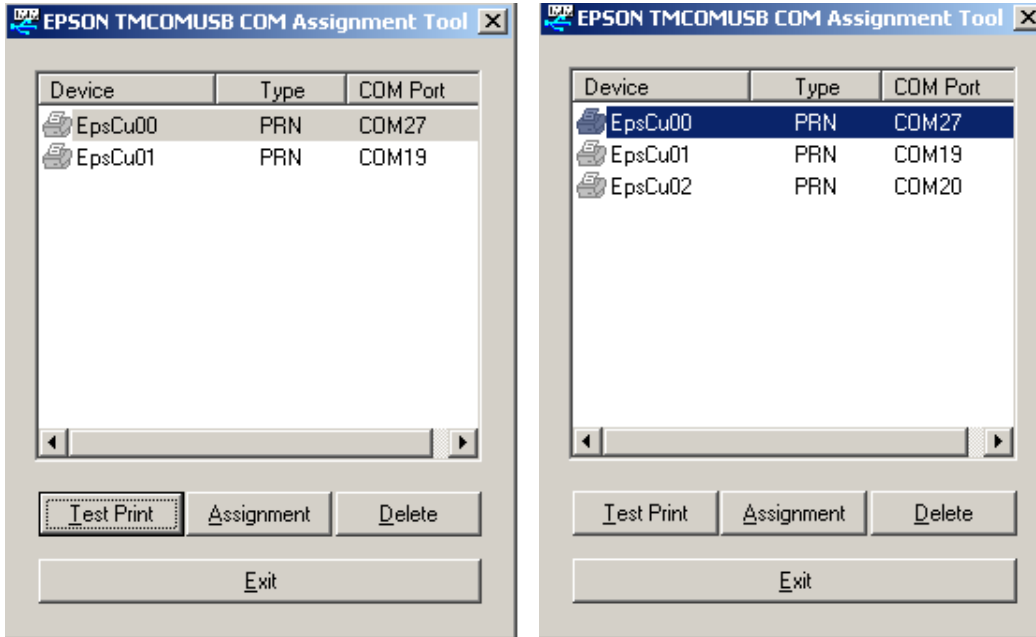 EPSON TMCOMUSB COM Assignment Tool
Device Type COM Port
EpsCu00 PRN COM27
EpsCu01 PRN COM19
Test Print Assignment Delete
Exit
EPSON TMCOMUSB COM Assignment Tool
Device Type COM Port
EpsCu00 PRN COM27
EpsCu01 PRN COM19
EpsCu02 PRN COM20
Test Print Assignment Delete
Exit